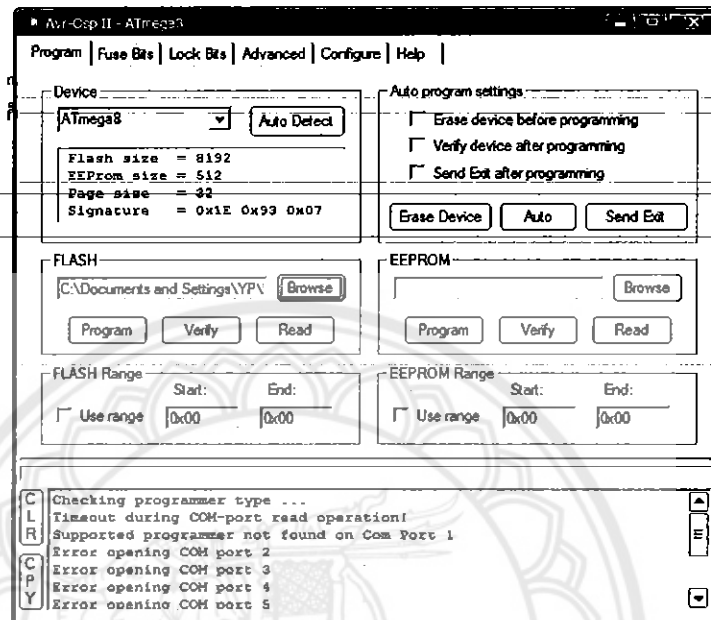 Avr-Osp II - ATmega8
Program | Fuse Bits | Lock Bits | Advanced | Configure | Help |
Device
ATmega8
Auto Detect
Flash size = 8192
EEProm size = 512
Page size = 32
Signature = 0x1E 0x93 0x07
Auto program settings
Erase device before programming
Verify device after programming
Send Exit after programming
Erase Device
Auto
Send Exit
FLASH
C:\Documents and Settings\YP\
Browse
Program
Verify
Read
EEPROM
Browse
Program
Verify
Read
FLASH Range
Start: End:
Use range 0x00 0x00
EEPROM Range
Start: End:
Use range 0x00 0x00
CLR
CPY
Checking programmer type ...
Timeout during COM-port read operation!
Supported programmer not found on Com Port 1
Error opening COM port 2
Error opening COM port 3
Error opening COM port 4
Error opening COM port 5